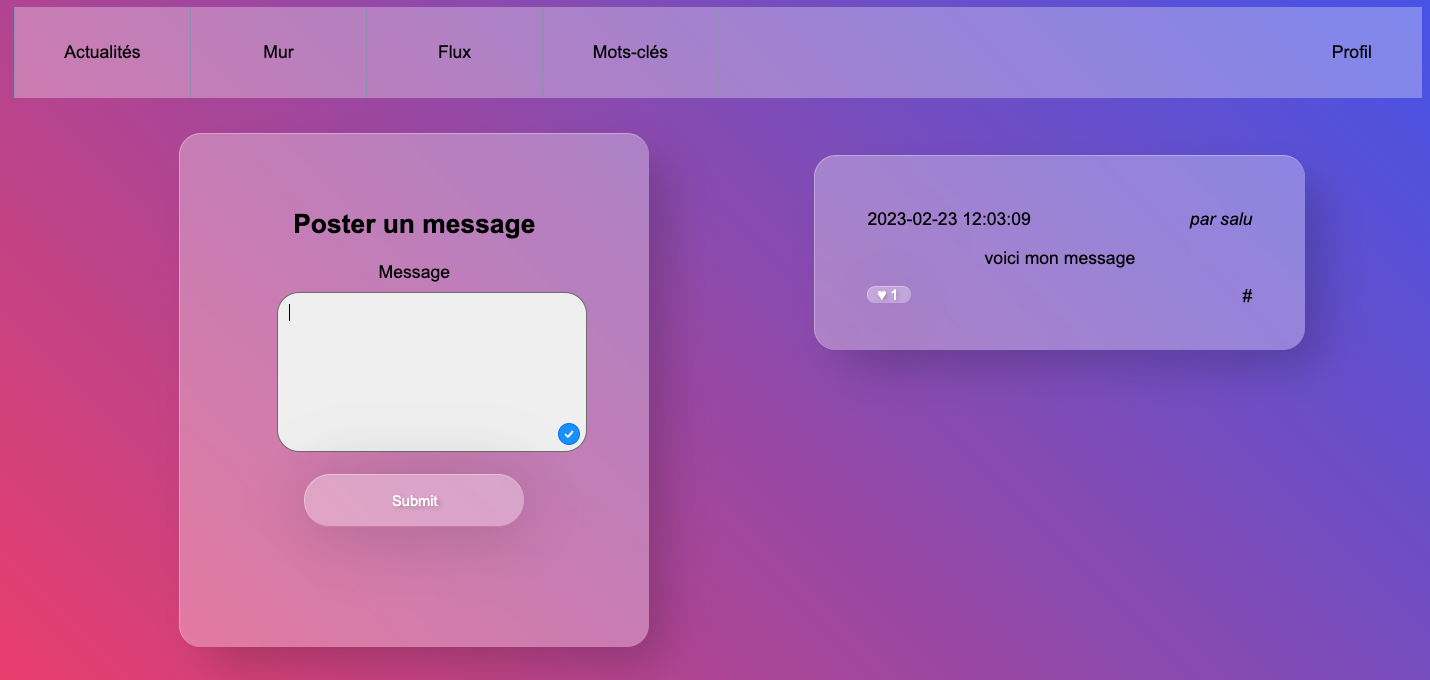 Actualités Mur Flux Mots-clés Profil
Poster un message
Message
Submit
2023-02-23 12:03:09 par salu
voici mon message
♥ 1 #